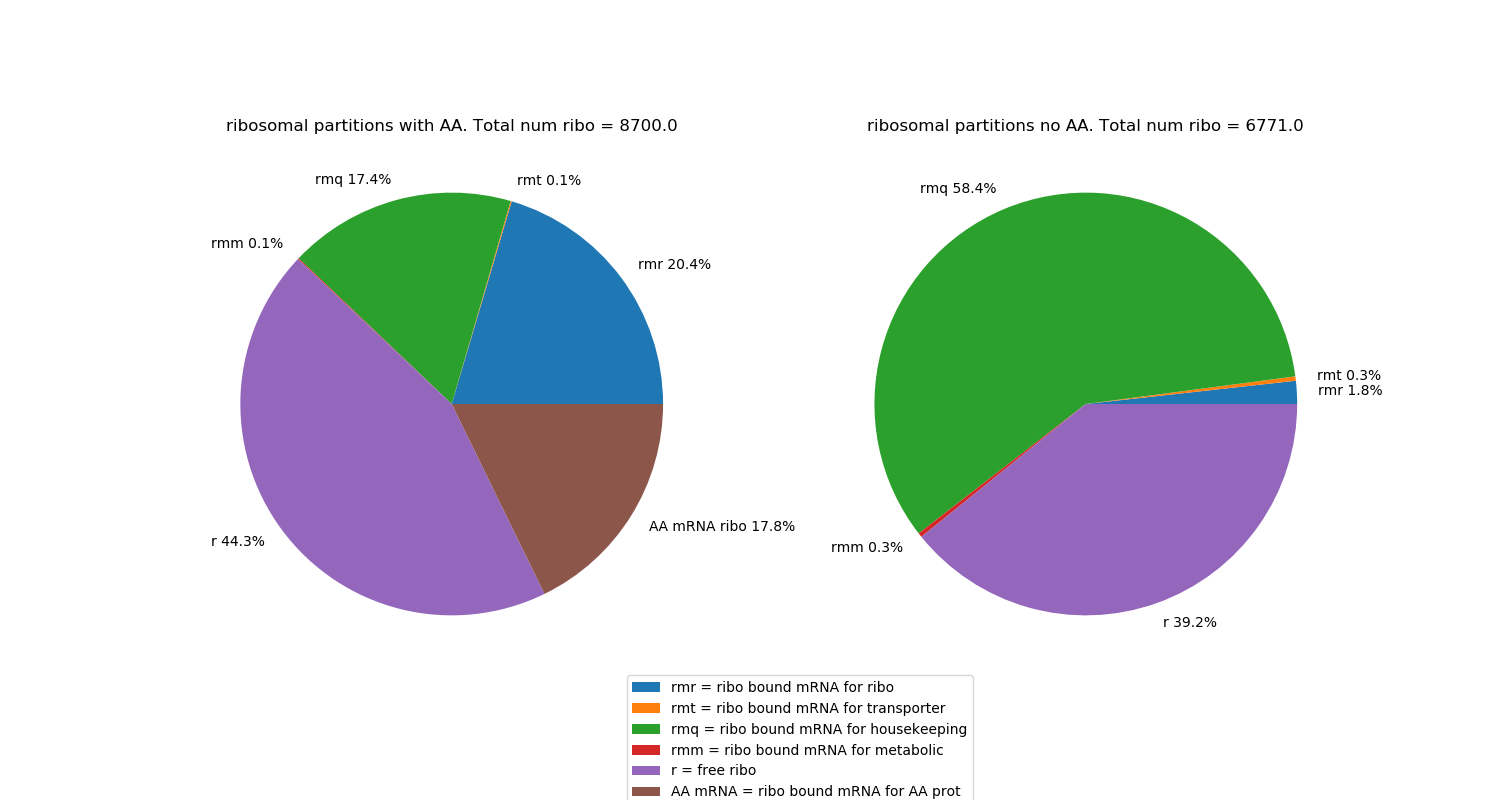 ribosomal partitions with AA. Total num ribo = 8700.0
rmq 17.4%
rmt 0.1%
rmm 0.1%
rmr 20.4%
AA mRNA ribo 17.8%
r 44.3%
ribosomal partitions no AA. Total num ribo = 6771.0
rmq 58.4%
rmt 0.3%
rmr 1.8%
rmm 0.3%
r 39.2%
rmr = ribo bound mRNA for ribo
rmt = ribo bound mRNA for transporter
rmq = ribo bound mRNA for housekeeping
rmm = ribo bound mRNA for metabolic
r = free ribo
AA mRNA = ribo bound mRNA for AA prot